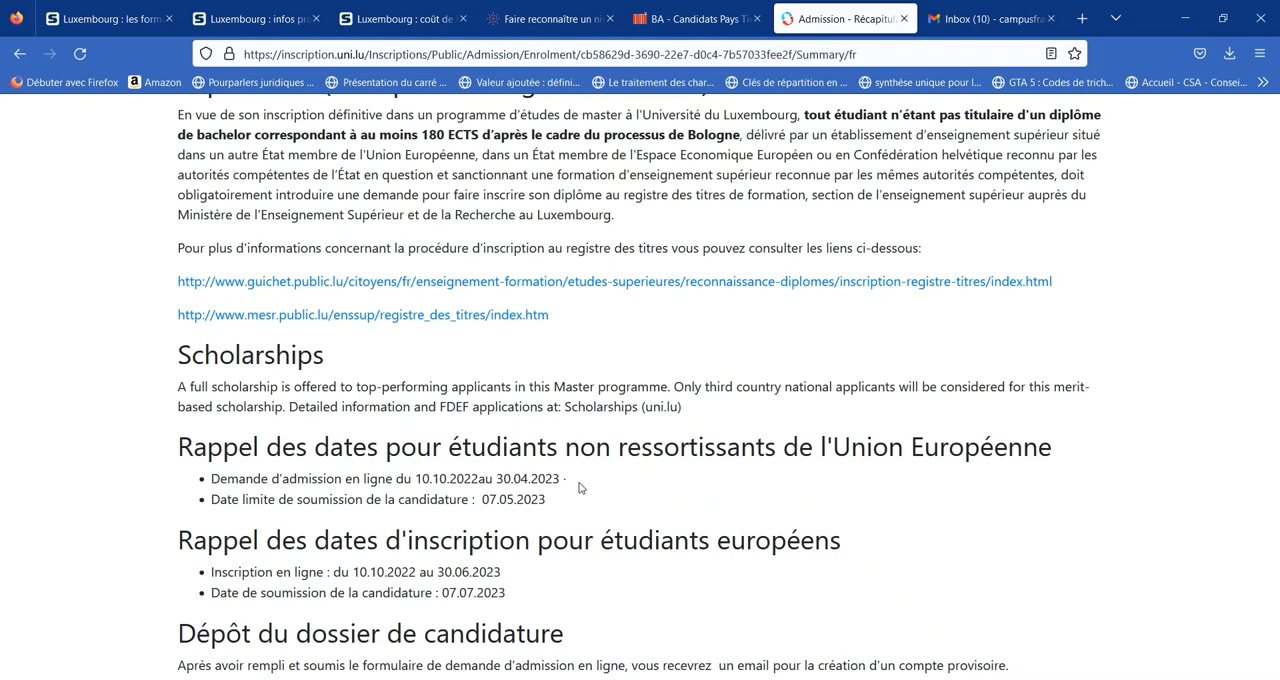 Luxembourg : les form
Luxembourg : infos pr
Luxembourg : coût de
Faire reconnaître un ni
BA - Candidats Pays Ti
Admission - Récapitula
Inbox (10) - campusfra
https://inscription.uni.lu/Inscriptions/Public/Admission/Enrolment/cb58629d-3690-22e7-d0c4-7b57033fee2f/Summary/fr
Débuter avec Firefox
Amazon
Pourparlers juridiques ...
Présentation du carré ...
Valeur ajoutée : défini...
Le traitement des char...
Clés de répartition en ...
synthèse unique pour l...
GTA 5 : Codes de trich...
Accueil - CSA - Consei...
En vue de son inscription définitive dans un programme d'études de master à l'Université du Luxembourg, tout étudiant n'étant pas titulaire d'un diplôme
de bachelor correspondant à au moins 180 ECTS d'après le cadre du processus de Bologne, délivré par un établissement d'enseignement supérieur situé
dans un autre État membre de l'Union Européenne, dans un État membre de l'Espace Economique Européen ou en Confédération helvétique reconnu par les
autorités compétentes de l'État en question et sanctionnant une formation d'enseignement supérieur reconnue par les mêmes autorités compétentes, doit
obligatoirement introduire une demande pour faire inscrire son diplôme au registre des titres de formation, section de l'enseignement supérieur auprès du
Ministère de l'Enseignement Supérieur et de la Recherche au Luxembourg.
Pour plus d'informations concernant la procédure d'inscription au registre des titres vous pouvez consulter les liens ci-dessous:
http://www.guichet.public.lu/citoyens/fr/enseignement-formation/etudes-superieures/reconnaissance-diplomes/inscription-registre-titres/index.html
http://www.mesr.public.lu/enssup/registre_des_titres/index.htm
Scholarships
A full scholarship is offered to top-performing applicants in this Master programme. Only third country national applicants will be considered for this merit-
based scholarship. Detailed information and FDEF applications at: Scholarships (uni.lu)
Rappel des dates pour étudiants non ressortissants de l'Union Européenne
• Demande d'admission en ligne du 10.10.2022au 30.04.2023 ·
• Date limite de soumission de la candidature : 07.05.2023
Rappel des dates d'inscription pour étudiants européens
• Inscription en ligne : du 10.10.2022 au 30.06.2023
• Date de soumission de la candidature : 07.07.2023
Dépôt du dossier de candidature
Après avoir rempli et soumis le formulaire de demande d'admission en ligne, vous recevrez un email pour la création d'un compte provisoire.